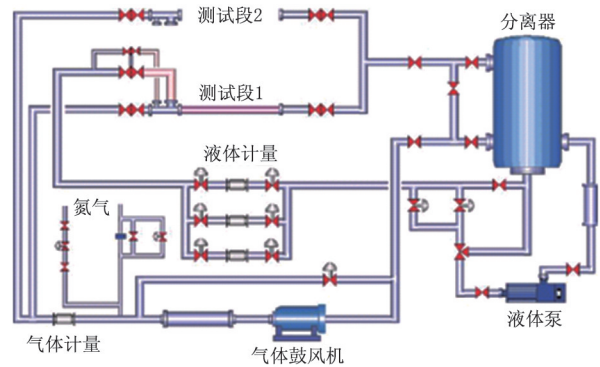 测试段2
分离器
测试段1
液体计量
氮气
液体泵
气体计量
气体鼓风机